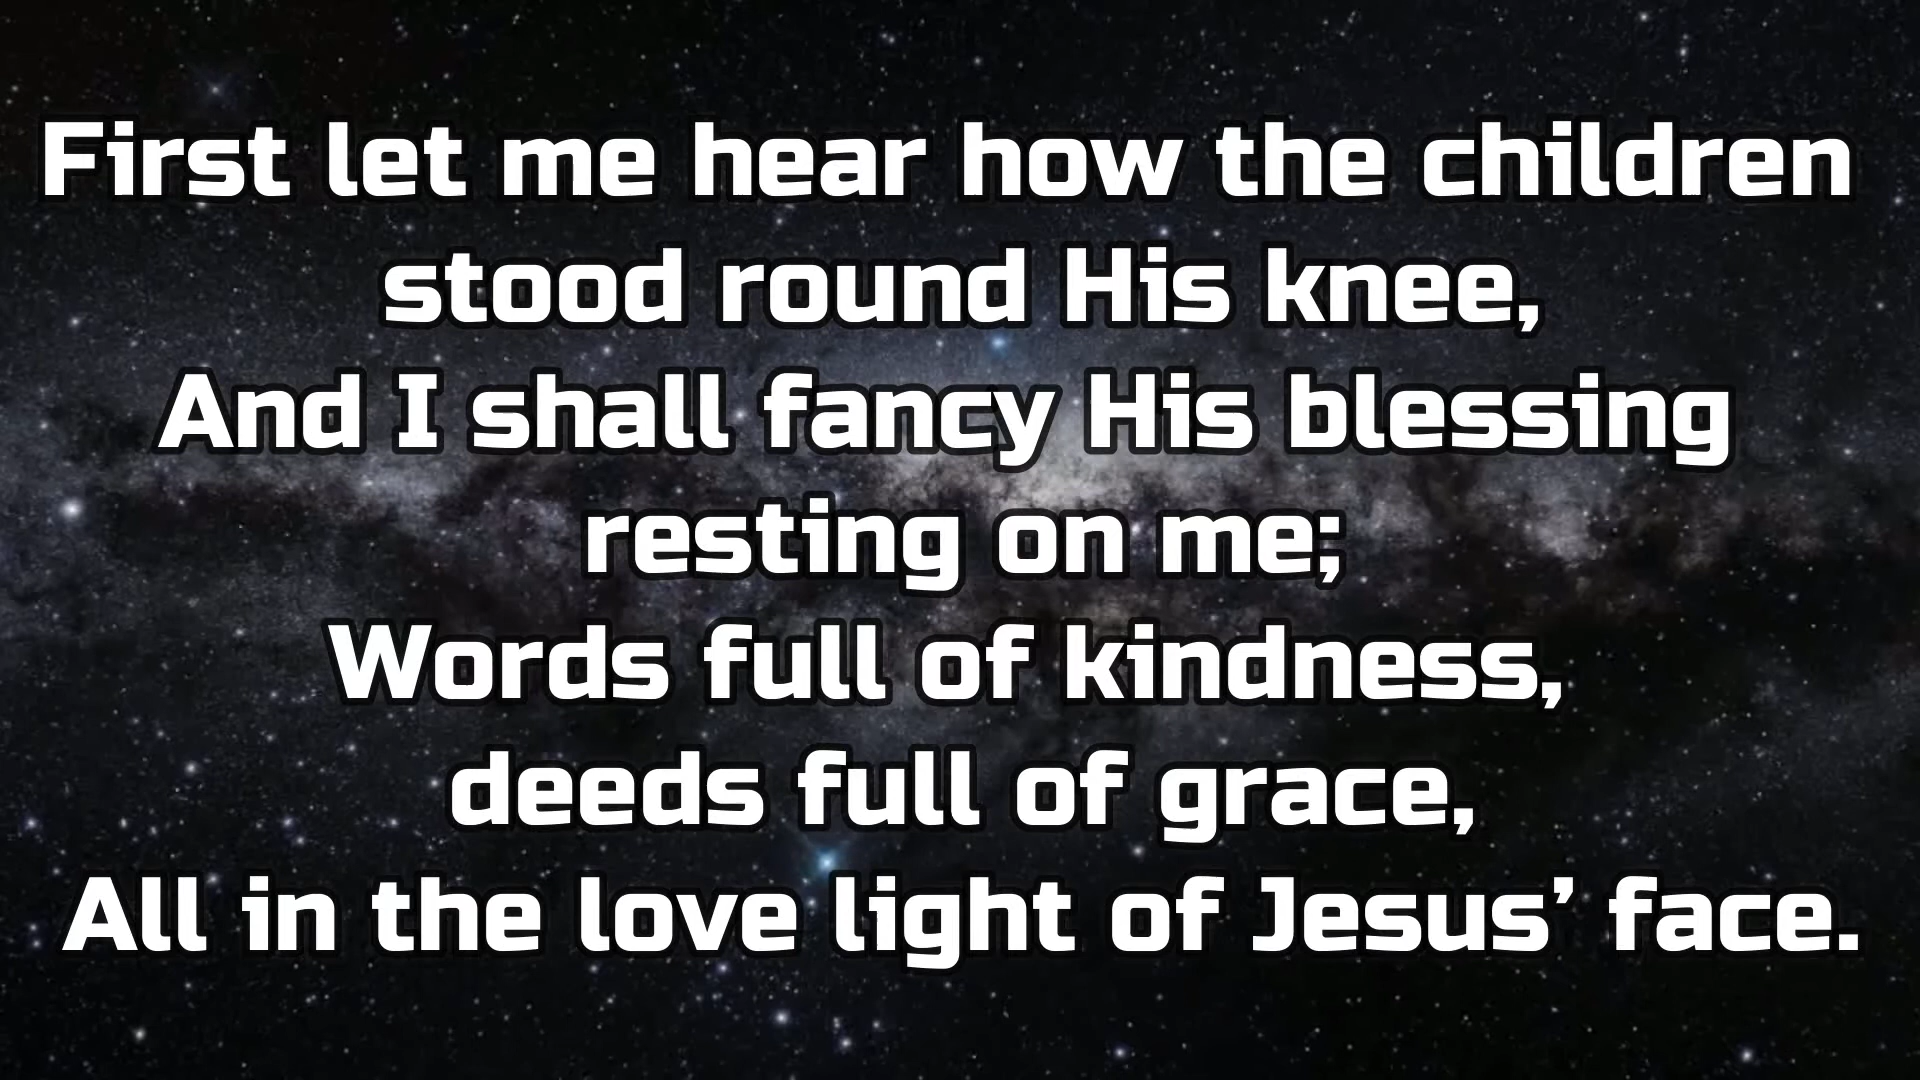 First let me hear how the children
stood round His knee,
And I shall fancy His blessing
resting on me;
Words full of kindness,
deeds full of grace,
All in the love light of Jesus’ face.